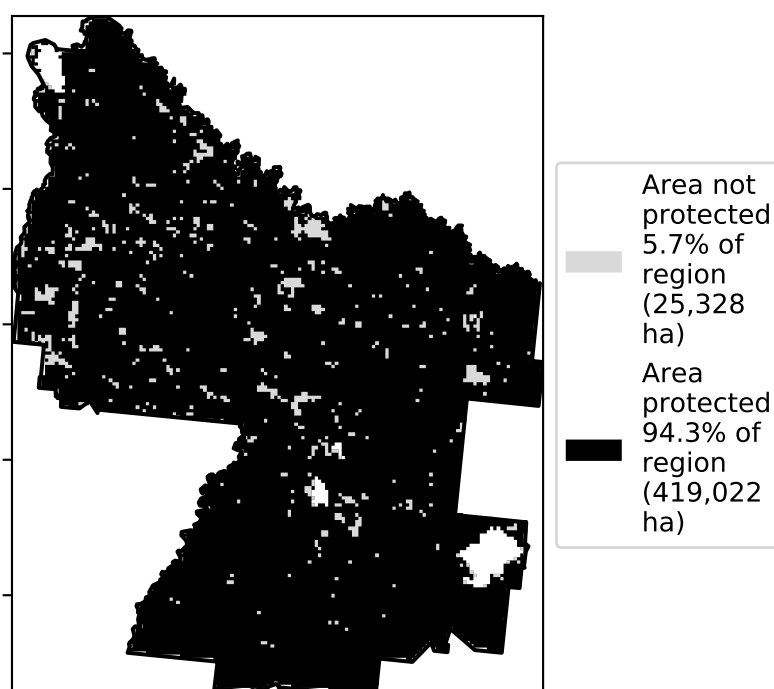 Area not
protected
5.7% of
region
(25,328
ha)
Area
protected
94.3% of
region
(419,022
ha)